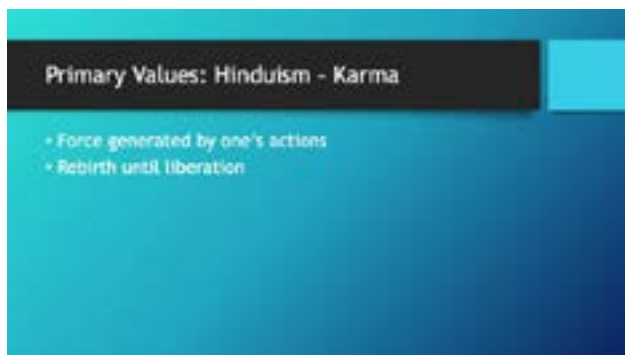 Primary Values: Hinduism - Karma
• Force generated by one's actions
• Rebirth until liberation